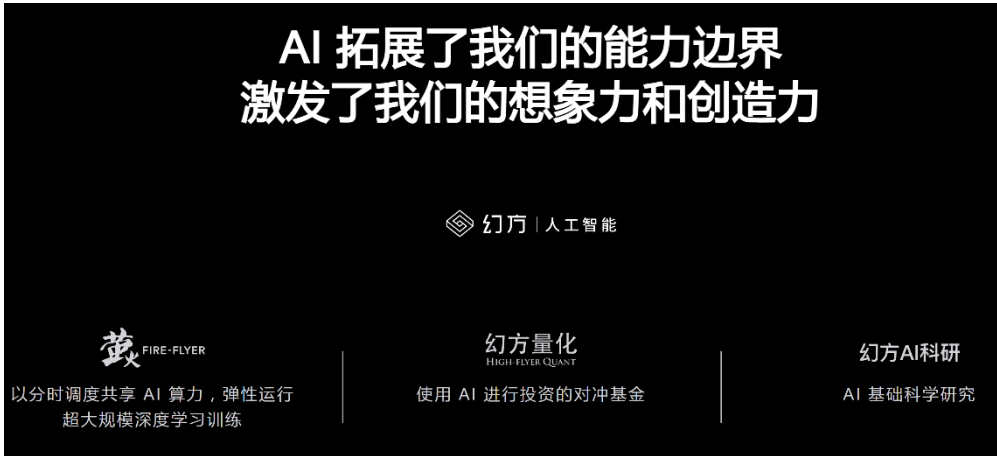 AI 拓展了我们的能力边界
激发了我们的想象力和创造力
幻方 | 人工智能
萤火 FIRE-FLYER
以分时调度共享 AI 算力，弹性运行
超大规模深度学习训练
幻方量化
HIGH-FLYER QUANT
使用 AI 进行投资的对冲基金
幻方AI科研
AI 基础科学研究